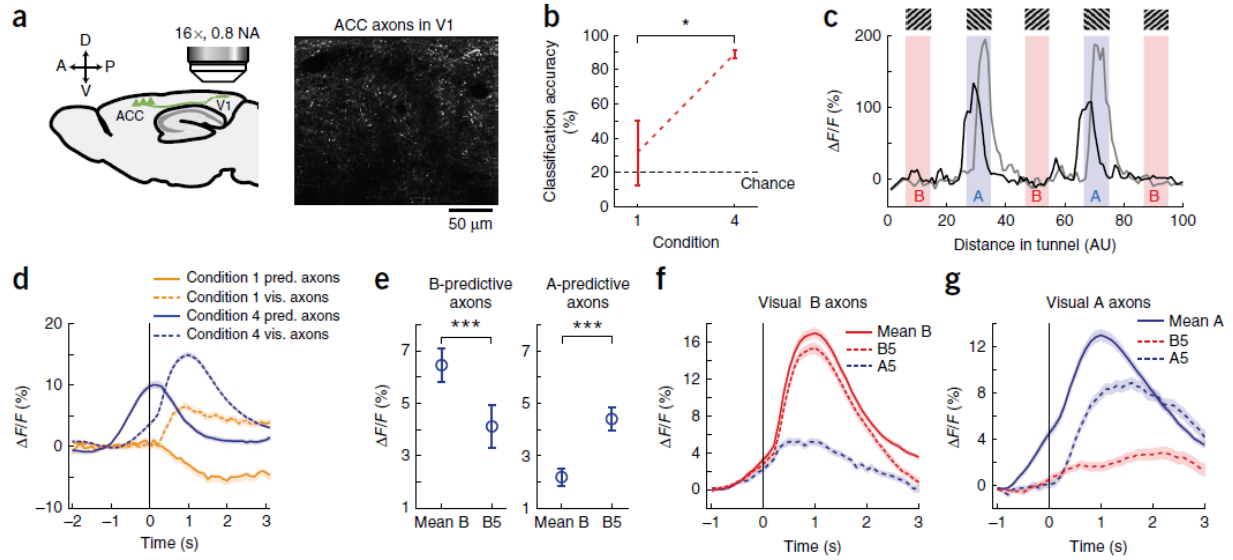 a
16×, 0.8 NA
D
A P
V
ACC
V1
ACC axons in V1
50 μm
b
*
Classification accuracy
(%)
100
80
60
40
20
0
Chance
1 4
Condition
c
ΔF/F (%)
200
100
0
B A B A B
0 20 40 60 80 100
Distance in tunnel (AU)
d
Condition 1 pred. axons
Condition 1 vis. axons
Condition 4 pred. axons
Condition 4 vis. axons
ΔF/F (%)
20
10
0
−10
−2 −1 0 1 2 3
Time (s)
e
B-predictive
axons
***
ΔF/F (%)
7
5
3
1
Mean B B5
A-predictive
axons
***
7
5
3
1
Mean B B5
f
Visual B axons
Mean B
B5
A5
ΔF/F (%)
16
12
8
4
0
−1 0 1 2 3
Time (s)
g
Visual A axons
Mean A
B5
A5
ΔF/F (%)
12
8
4
0
−1 0 1 2 3
Time (s)